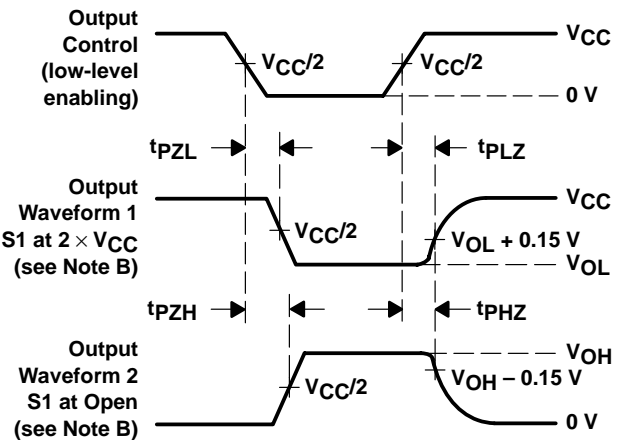 Output
Control
(low-level
enabling)
VCC
VCC/2
VCC/2
0 V
tPZL
tPLZ
Output
Waveform 1
S1 at 2 × VCC
(see Note B)
VCC
VCC/2
VOL + 0.15 V
VOL
tPZH
tPHZ
Output
Waveform 2
S1 at Open
(see Note B)
VOH
VCC/2
VOH – 0.15 V
0 V